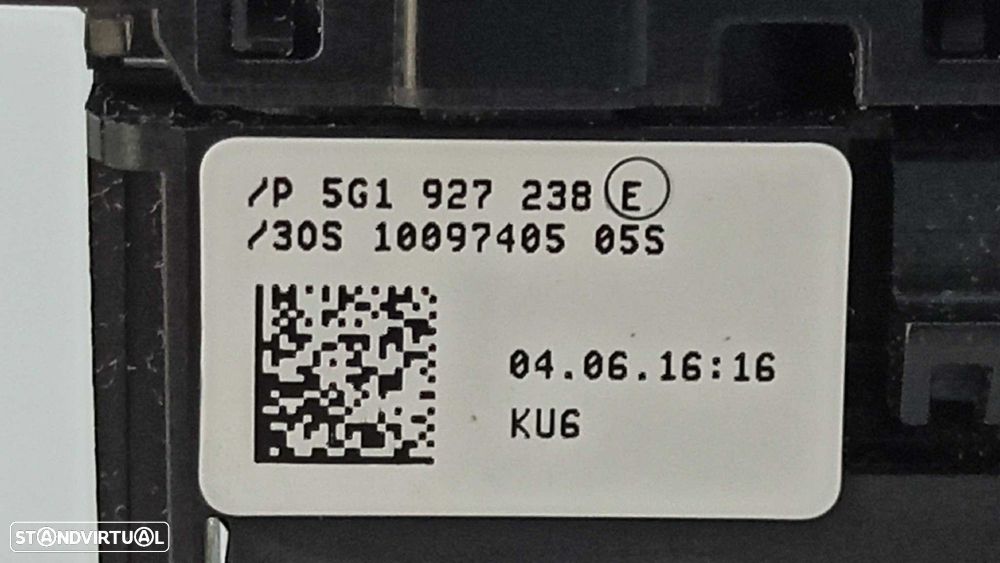 /P 5G1 927 238 E
/30S 10097405 05S
04.06.16:16
KU6
STANDVIRTUAL